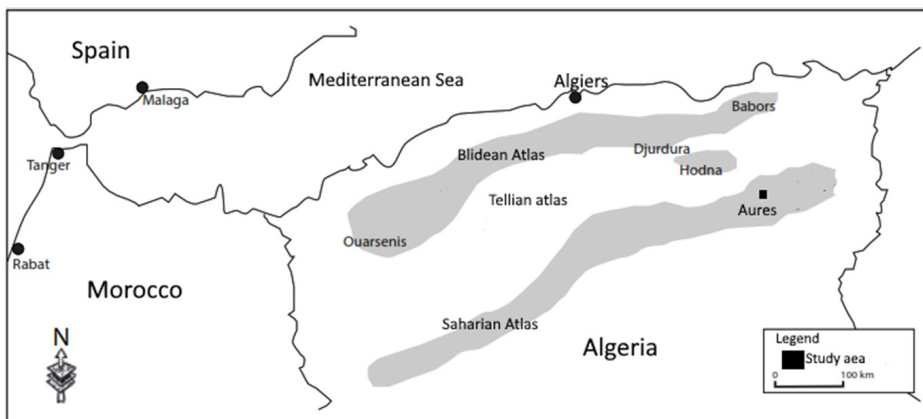 Spain
Mediterranean Sea
Algiers
Malaga
Babors
Blidean Atlas
Djurdura
Tanger
Hodna
Tellian atlas
Aures
Ouarsenis
Rabat
Morocco
Saharian Atlas
N
Algeria
Legend
Study aea
0 100 km